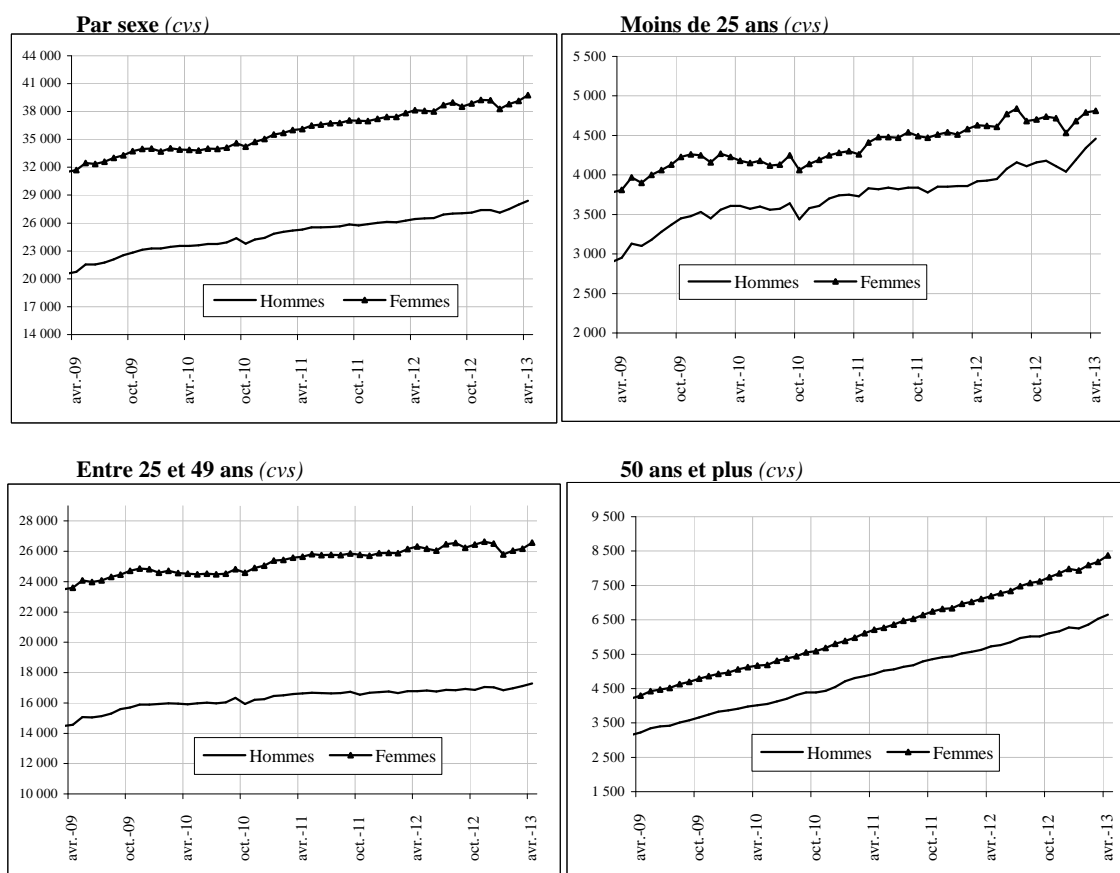 Par sexe (cvs)
44 000
41 000
38 000
35 000
32 000
29 000
26 000
23 000
20 000
17 000
14 000
avr.-09
oct.-09
avr.-10
oct.-10
avr.-11
oct.-11
avr.-12
oct.-12
avr.-13
Hommes
Femmes
Moins de 25 ans (cvs)
5 500
5 000
4 500
4 000
3 500
3 000
2 500
2 000
avr.-09
oct.-09
avr.-10
oct.-10
avr.-11
oct.-11
avr.-12
oct.-12
avr.-13
Hommes
Femmes
Entre 25 et 49 ans (cvs)
28 000
26 000
24 000
22 000
20 000
18 000
16 000
14 000
12 000
10 000
avr.-09
oct.-09
avr.-10
oct.-10
avr.-11
oct.-11
avr.-12
oct.-12
avr.-13
Hommes
Femmes
50 ans et plus (cvs)
9 500
8 500
7 500
6 500
5 500
4 500
3 500
2 500
1 500
avr.-09
oct.-09
avr.-10
oct.-10
avr.-11
oct.-11
avr.-12
oct.-12
avr.-13
Hommes
Femmes